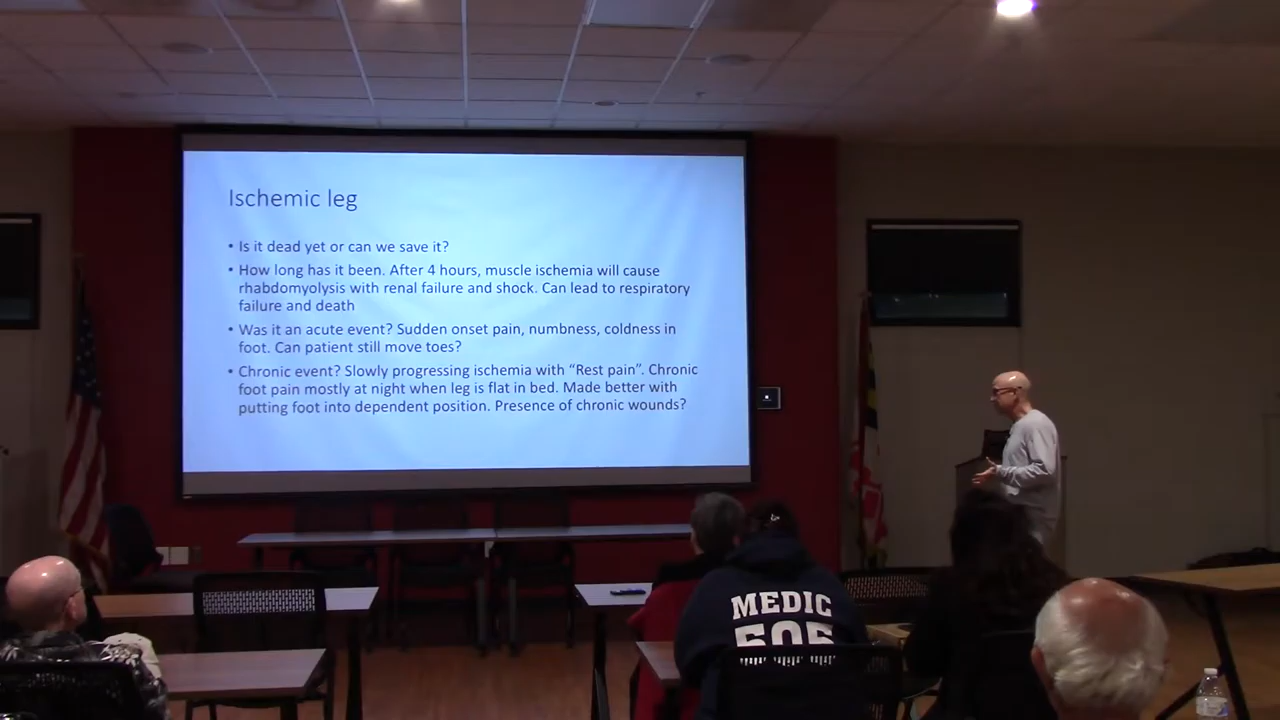 Ischemic leg
• Is it dead yet or can we save it?
• How long has it been. After 4 hours, muscle ischemia will cause
rhabdomyolysis with renal failure and shock. Can lead to respiratory
failure and death
• Was it an acute event? Sudden onset pain, numbness, coldness in
foot. Can patient still move toes?
• Chronic event? Slowly progressing ischemia with “Rest pain”. Chronic
foot pain mostly at night when leg is flat in bed. Made better with
putting foot into dependent position. Presence of chronic wounds?
MEDIC
505